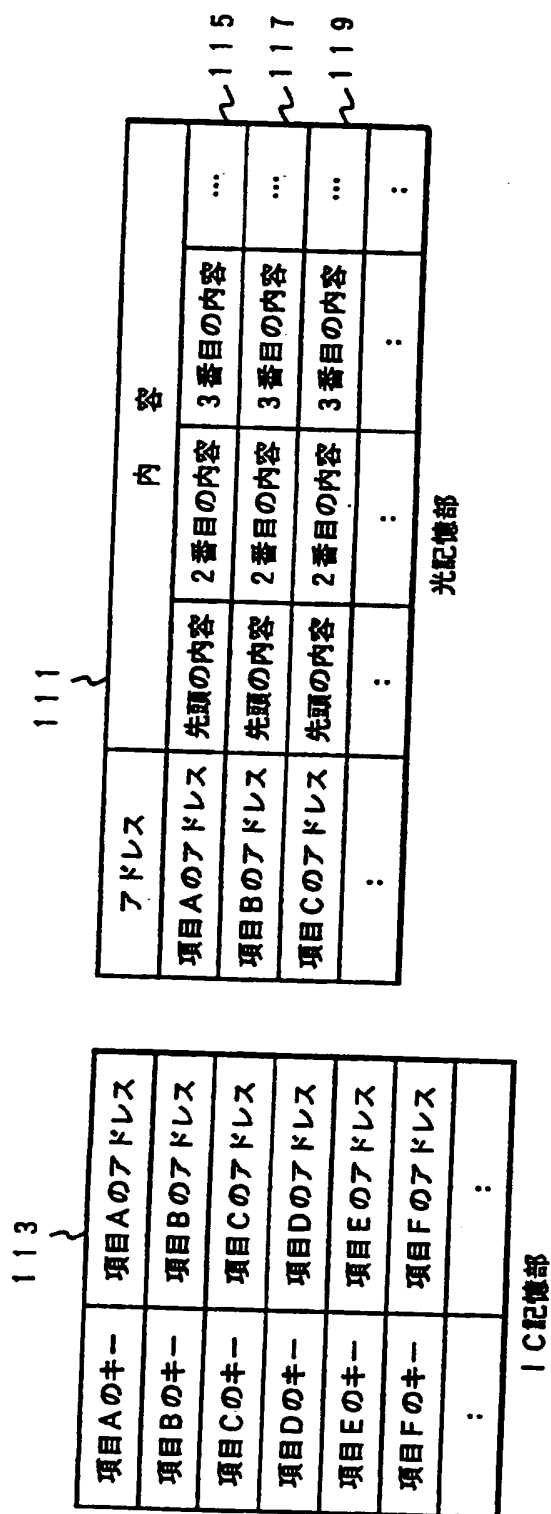 113
項目Aのキー 項目Aのアドレス
項目Bのキー 項目Bのアドレス
項目Cのキー 項目Cのアドレス
項目Dのキー 項目Dのアドレス
項目Eのキー 項目Eのアドレス
項目Fのキー 項目Fのアドレス
: :
IC記憶部
111
アドレス 内容
項目Aのアドレス 先頭の内容 2番目の内容 3番目の内容 … 115
項目Bのアドレス 先頭の内容 2番目の内容 3番目の内容 … 117
項目Cのアドレス 先頭の内容 2番目の内容 3番目の内容 … 119
: : : : :
光記憶部